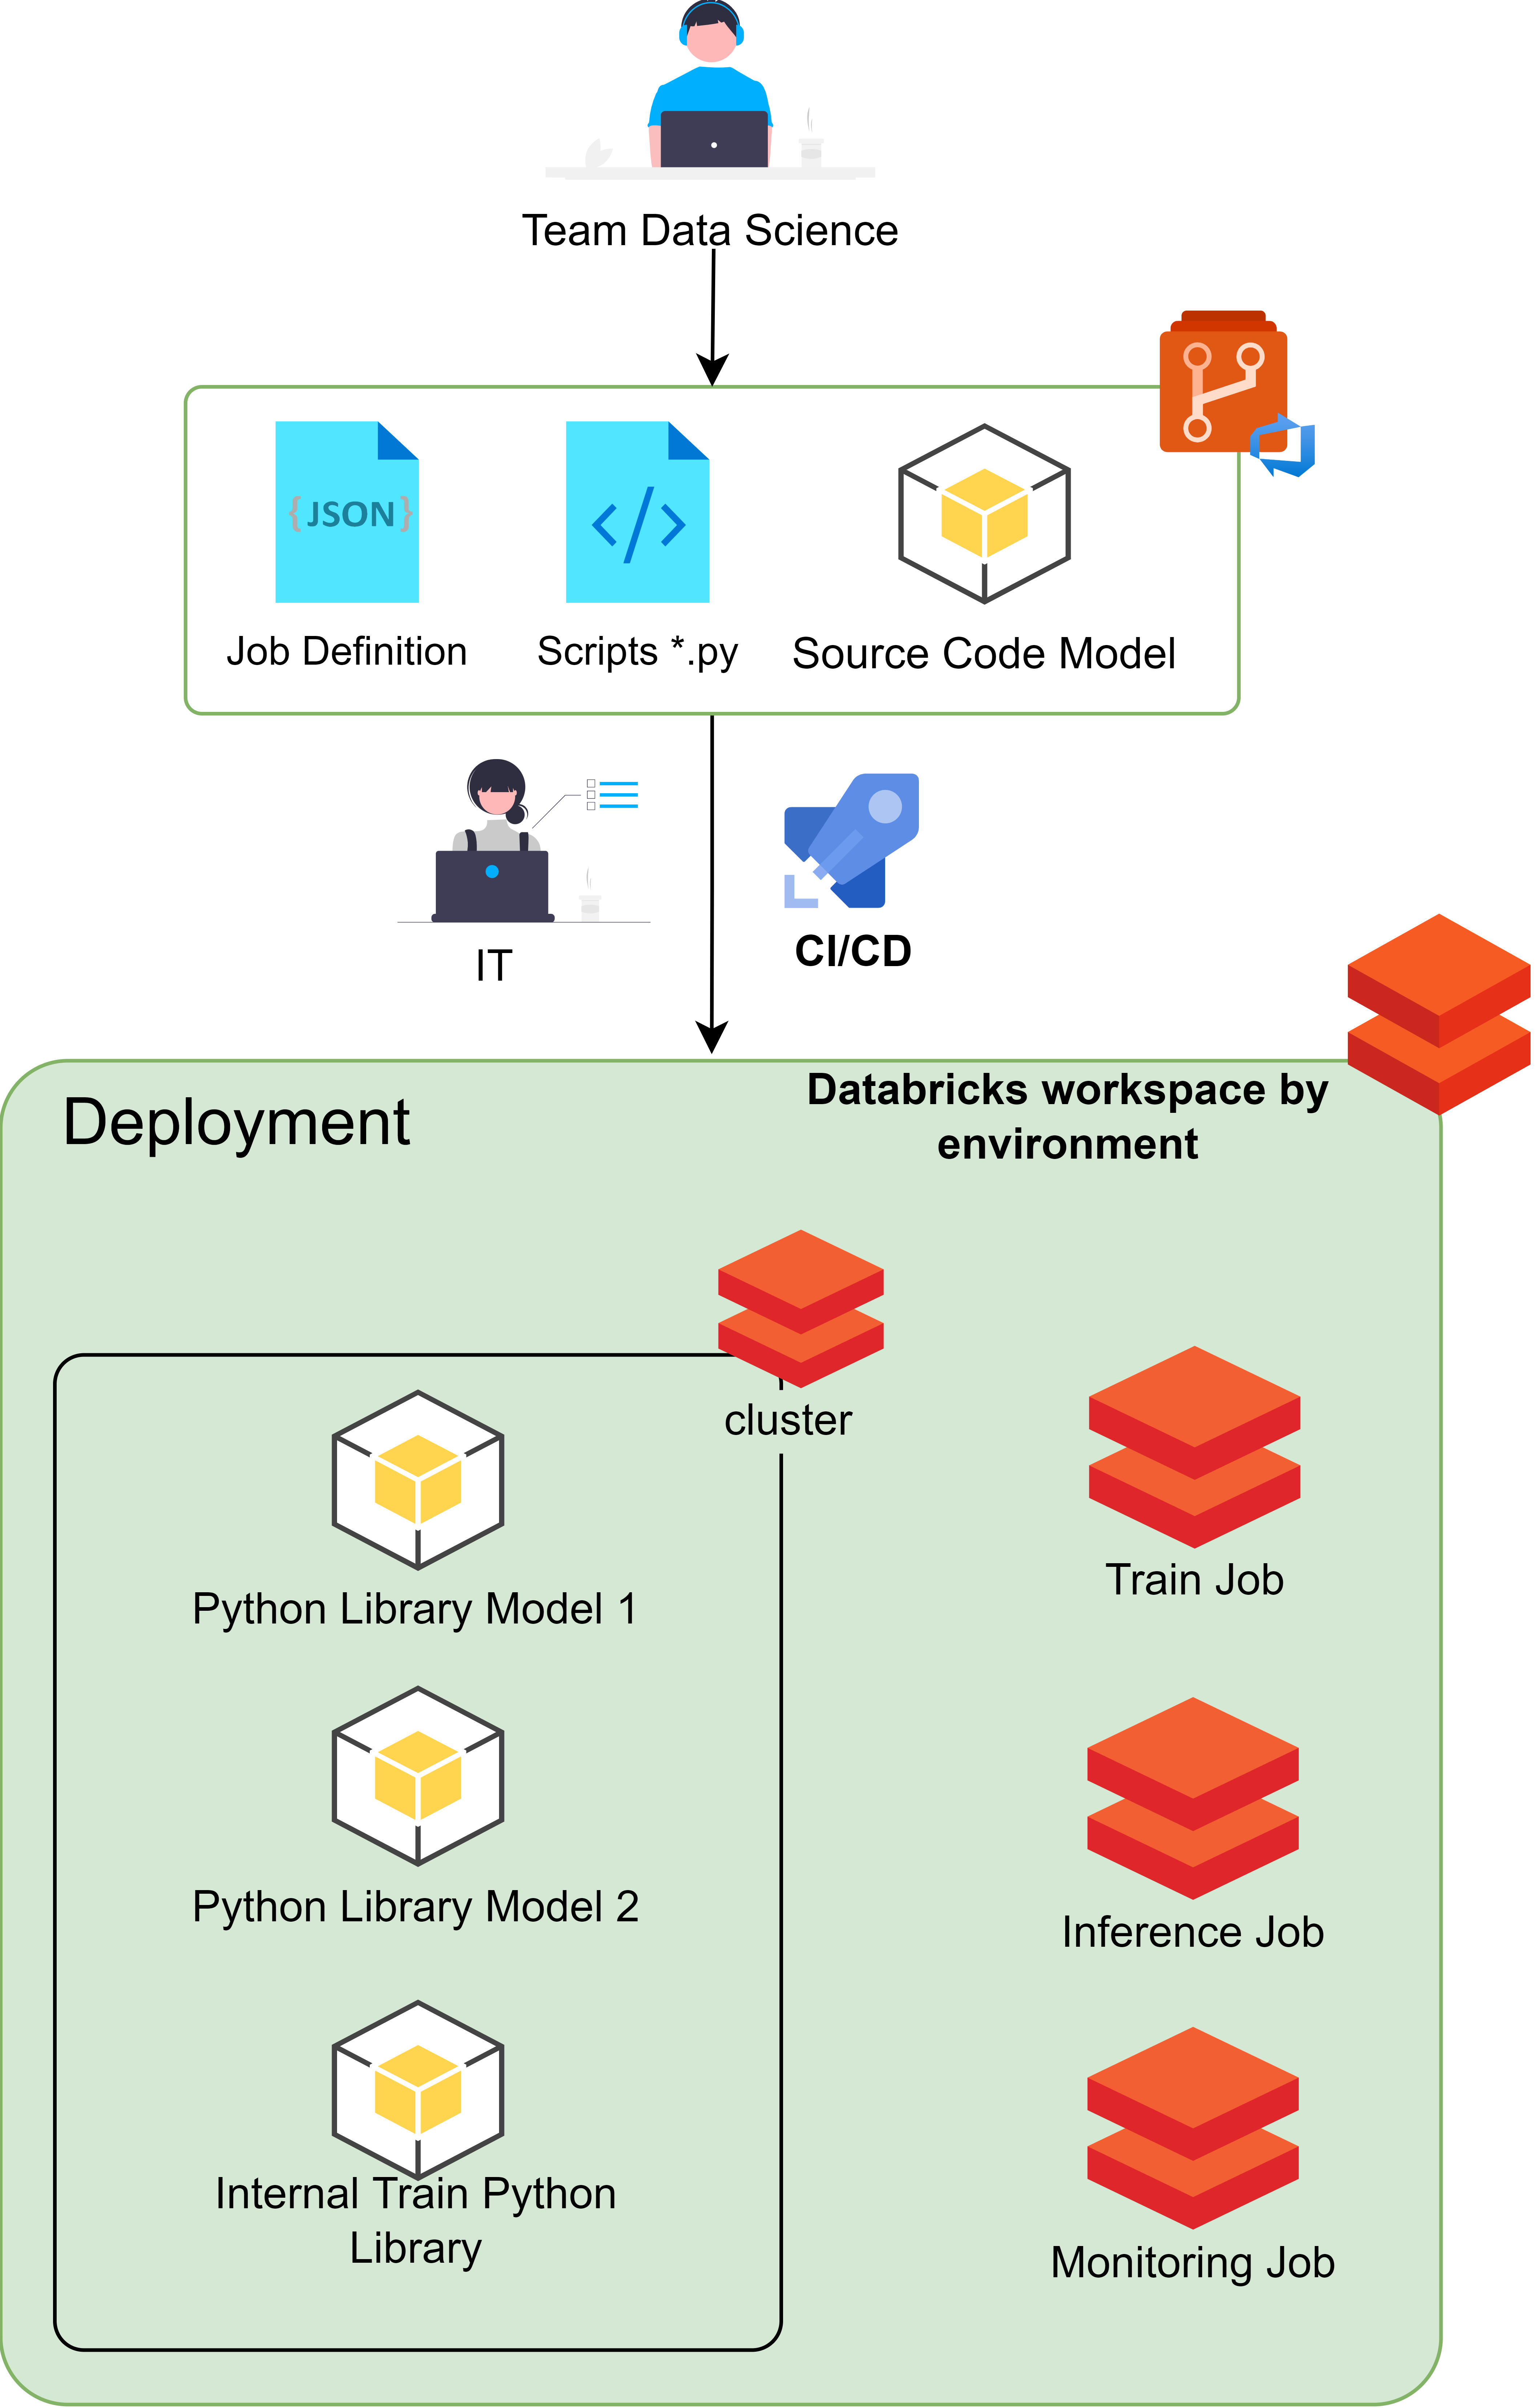 Team Data Science
{JSON}
</>
Job Definition
Scripts *.py
Source Code Model
IT
CI/CD
Deployment
Databricks workspace by
environment
cluster
Python Library Model 1
Train Job
Python Library Model 2
Inference Job
Internal Train Python
Library
Monitoring Job